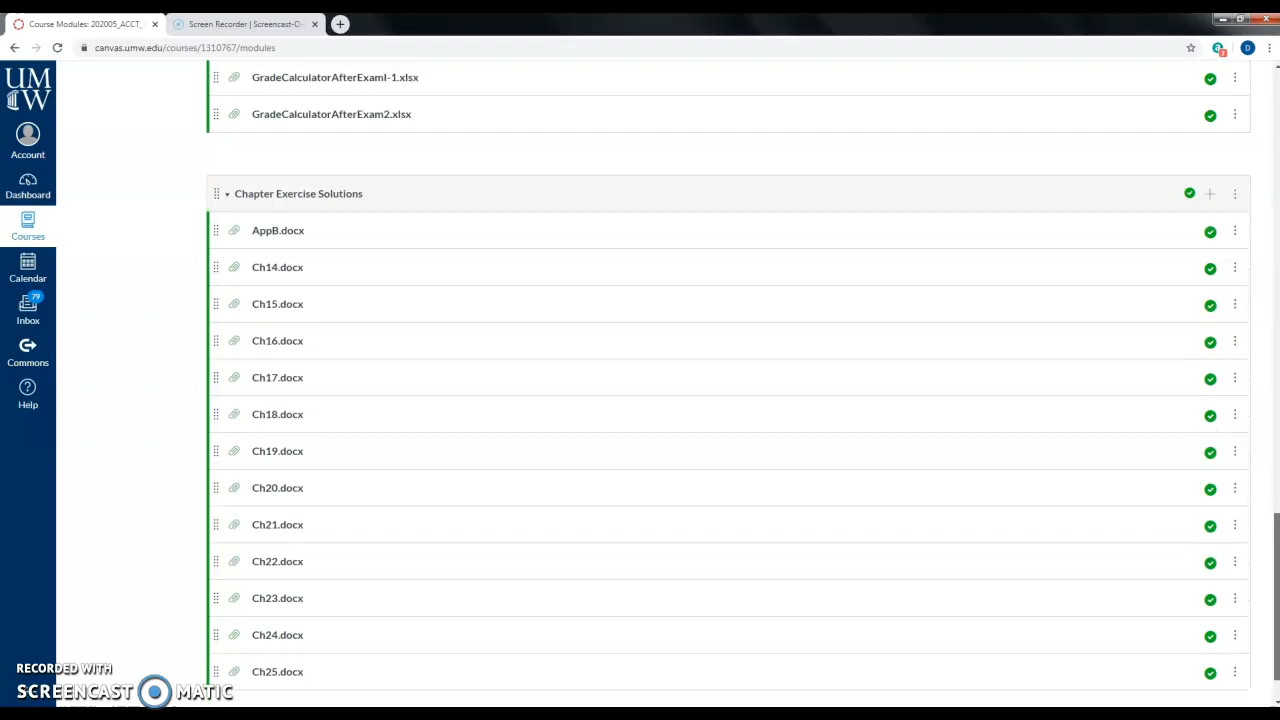 Course Modules: 202005_ACCT_
Screen Recorder | Screencast-O-
canvas.umw.edu/courses/1310767/modules
7
D
UM
W
Account
Dashboard
Courses
Calendar
79
Inbox
Commons
Help
GradeCalculatorAfterExamI-1.xlsx
GradeCalculatorAfterExam2.xlsx
Chapter Exercise Solutions
AppB.docx
Ch14.docx
Ch15.docx
Ch16.docx
Ch17.docx
Ch18.docx
Ch19.docx
Ch20.docx
Ch21.docx
Ch22.docx
Ch23.docx
Ch24.docx
Ch25.docx
RECORDED WITH
SCREENCAST MATIC